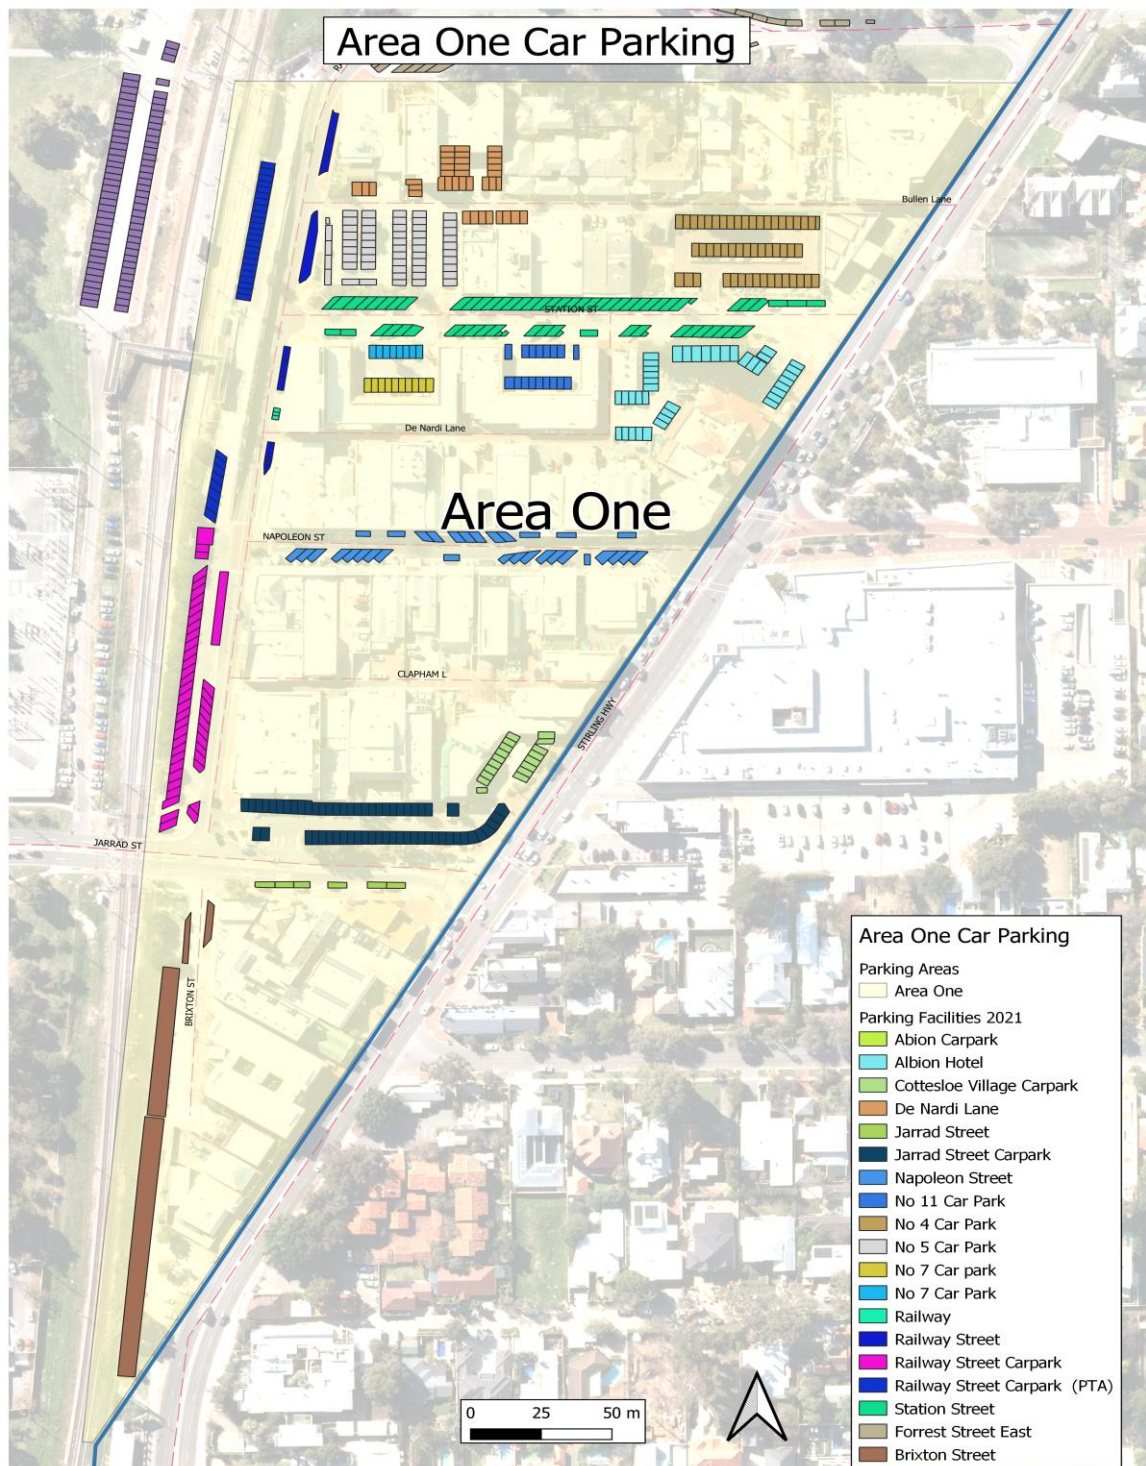 Area One Car Parking
Bullen Lane
STATION ST
De Nardi Lane
Area One
NAPOLEON ST
CLAPHAM L
STIRLING HWY
JARRAD ST
BRIXTON ST
Area One Car Parking
Parking Areas
Area One
Parking Facilities 2021
Abion Carpark
Albion Hotel
Cottesloe Village Carpark
De Nardi Lane
Jarrad Street
Jarrad Street Carpark
Napoleon Street
No 11 Car Park
No 4 Car Park
No 5 Car Park
No 7 Car park
No 7 Car Park
Railway
Railway Street
Railway Street Carpark
Railway Street Carpark (PTA)
Station Street
Forrest Street East
Brixton Street
0 25 50 m